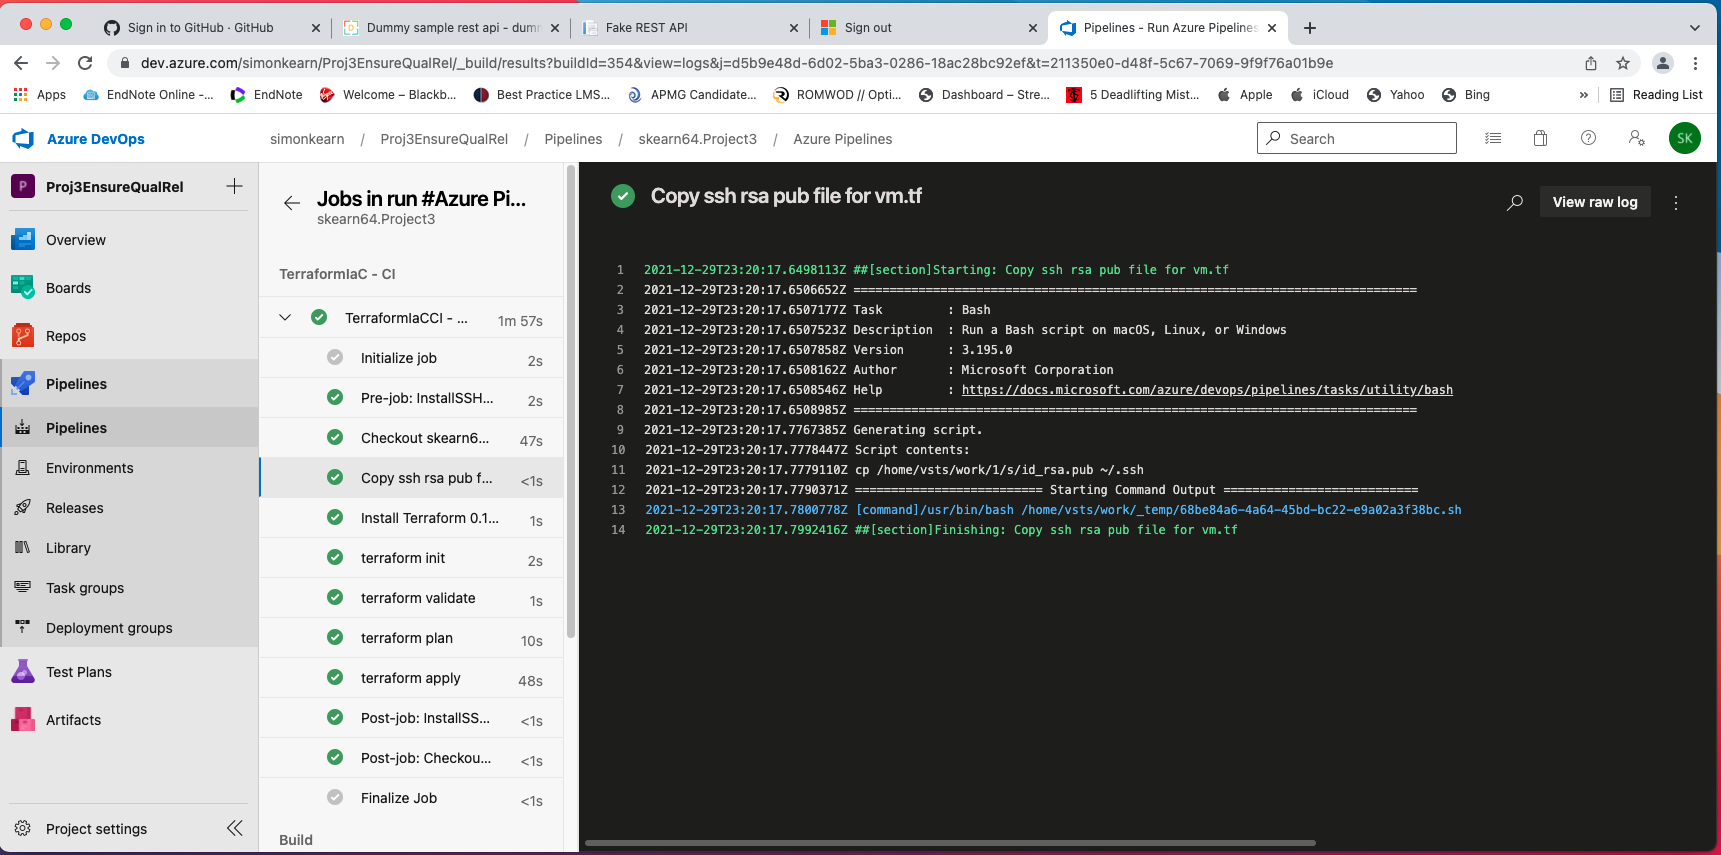 Sign in to GitHub · GitHub
Dummy sample rest api - dum
Fake REST API
Sign out
Pipelines - Run Azure Pipelines
dev.azure.com/simonkearn/Proj3EnsureQualRel/_build/results?buildId=354&view=logs&j=d5b9e48d-6d02-5ba3-0286-18ac28bc92ef&t=211350e0-d48f-5c67-7069-9f9f76a01b9e
Apps EndNote Online -... EndNote Welcome – Blackb... Best Practice LMS... APMG Candidate... ROMWOD // Opti... Dashboard – Stre... 5 Deadlifting Mist... Apple iCloud Yahoo Bing » Reading List
Azure DevOps
simonkearn / Proj3EnsureQualRel / Pipelines / skearn64.Project3 / Azure Pipelines
Search
SK
P Proj3EnsureQualRel
Overview
Boards
Repos
Pipelines
Pipelines
Environments
Releases
Library
Task groups
Deployment groups
Test Plans
Artifacts
Project settings
Jobs in run #Azure Pi...
skearn64.Project3
TerraformIaC - CI
TerraformIaCCI - ... 1m 57s
Initialize job 2s
Pre-job: InstallSSH... 2s
Checkout skearn6... 47s
Copy ssh rsa pub f... <1s
Install Terraform 0.1... 1s
terraform init 2s
terraform validate 1s
terraform plan 10s
terraform apply 48s
Post-job: InstallSS... <1s
Post-job: Checkou... <1s
Finalize Job <1s
Build
Copy ssh rsa pub file for vm.tf
View raw log
1 2021-12-29T23:20:17.6498113Z ##[section]Starting: Copy ssh rsa pub file for vm.tf
2 2021-12-29T23:20:17.6506652Z ==============================================================================
3 2021-12-29T23:20:17.6507177Z Task : Bash
4 2021-12-29T23:20:17.6507523Z Description : Run a Bash script on macOS, Linux, or Windows
5 2021-12-29T23:20:17.6507858Z Version : 3.195.0
6 2021-12-29T23:20:17.6508162Z Author : Microsoft Corporation
7 2021-12-29T23:20:17.6508546Z Help : https://docs.microsoft.com/azure/devops/pipelines/tasks/utility/bash
8 2021-12-29T23:20:17.6508985Z ==============================================================================
9 2021-12-29T23:20:17.7767385Z Generating script.
10 2021-12-29T23:20:17.7778447Z Script contents:
11 2021-12-29T23:20:17.7779110Z cp /home/vsts/work/1/s/id_rsa.pub ~/.ssh
12 2021-12-29T23:20:17.7790371Z ========================== Starting Command Output ===========================
13 2021-12-29T23:20:17.7800778Z [command]/usr/bin/bash /home/vsts/work/_temp/68be84a6-4a64-45bd-bc22-e9a02a3f38bc.sh
14 2021-12-29T23:20:17.7992416Z ##[section]Finishing: Copy ssh rsa pub file for vm.tf